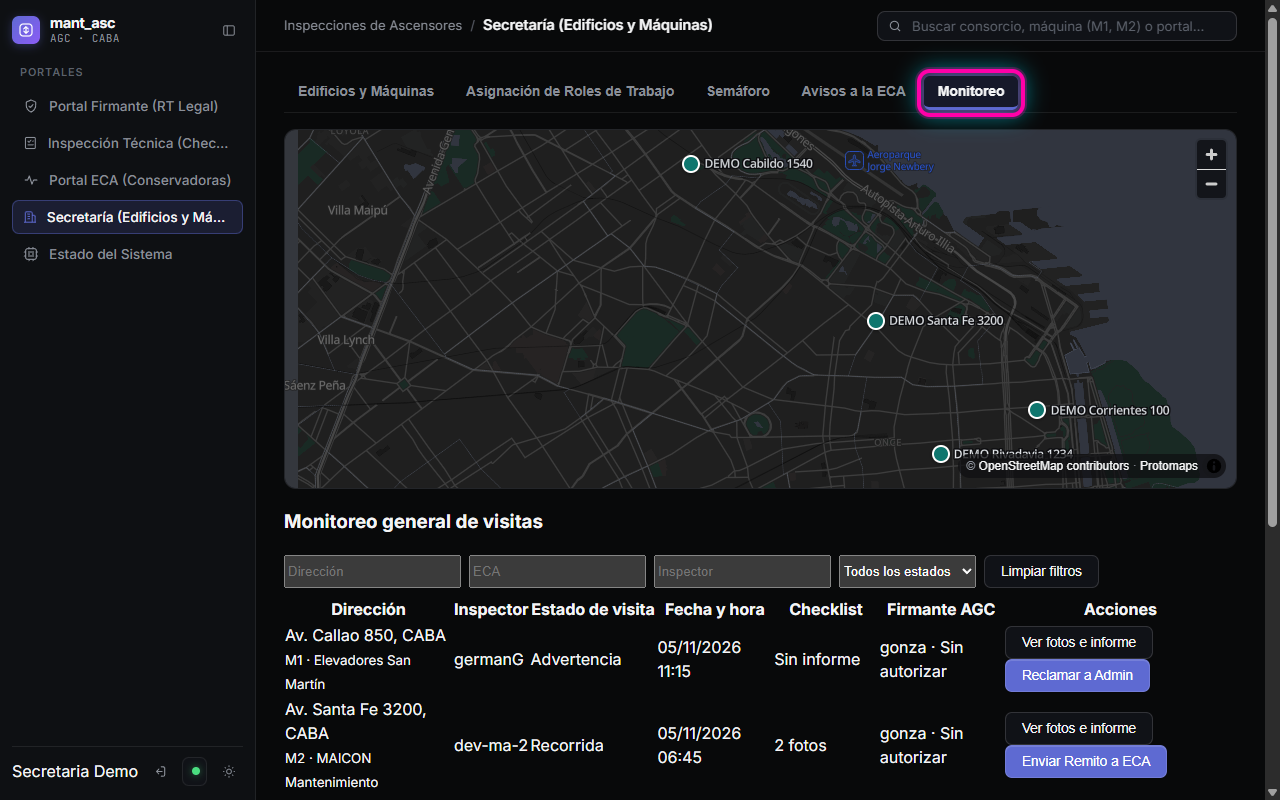 mant_asc
AGC · CABA
PORTALES
Portal Firmante (RT Legal)
Inspección Técnica (Chec...
Portal ECA (Conservadoras)
Secretaría (Edificios y Má...
Estado del Sistema
Secretaria Demo
Inspecciones de Ascensores / Secretaría (Edificios y Máquinas)
Buscar consorcio, máquina (M1, M2) o portal...
Edificios y Máquinas
Asignación de Roles de Trabajo
Semáforo
Avisos a la ECA
Monitoreo
Avenida Gen
gones
DEMO Cabildo 1540
Aeroparque
Jorge Newbery
Villa Maipú
Autopista Arturo Illia
DEMO Santa Fe 3200
Villa Lynch
Sáenz Peña
DEMO Corrientes 100
ONCE
DEMO Rivadavia 1234
© OpenStreetMap contributors · Protomaps
+
−
Monitoreo general de visitas
Dirección
ECA
Inspector
Todos los estados
Limpiar filtros
Dirección Inspector Estado de visita Fecha y hora Checklist Firmante AGC Acciones
Av. Callao 850, CABA
M1 · Elevadores San
Martín
germanG
Advertencia
05/11/2026
11:15
Sin informe
gonza · Sin
autorizar
Ver fotos e informe
Reclamar a Admin
Av. Santa Fe 3200,
CABA
M2 · MAICON
Mantenimiento
dev-ma-2
Recorrida
05/11/2026
06:45
2 fotos
gonza · Sin
autorizar
Ver fotos e informe
Enviar Remito a ECA